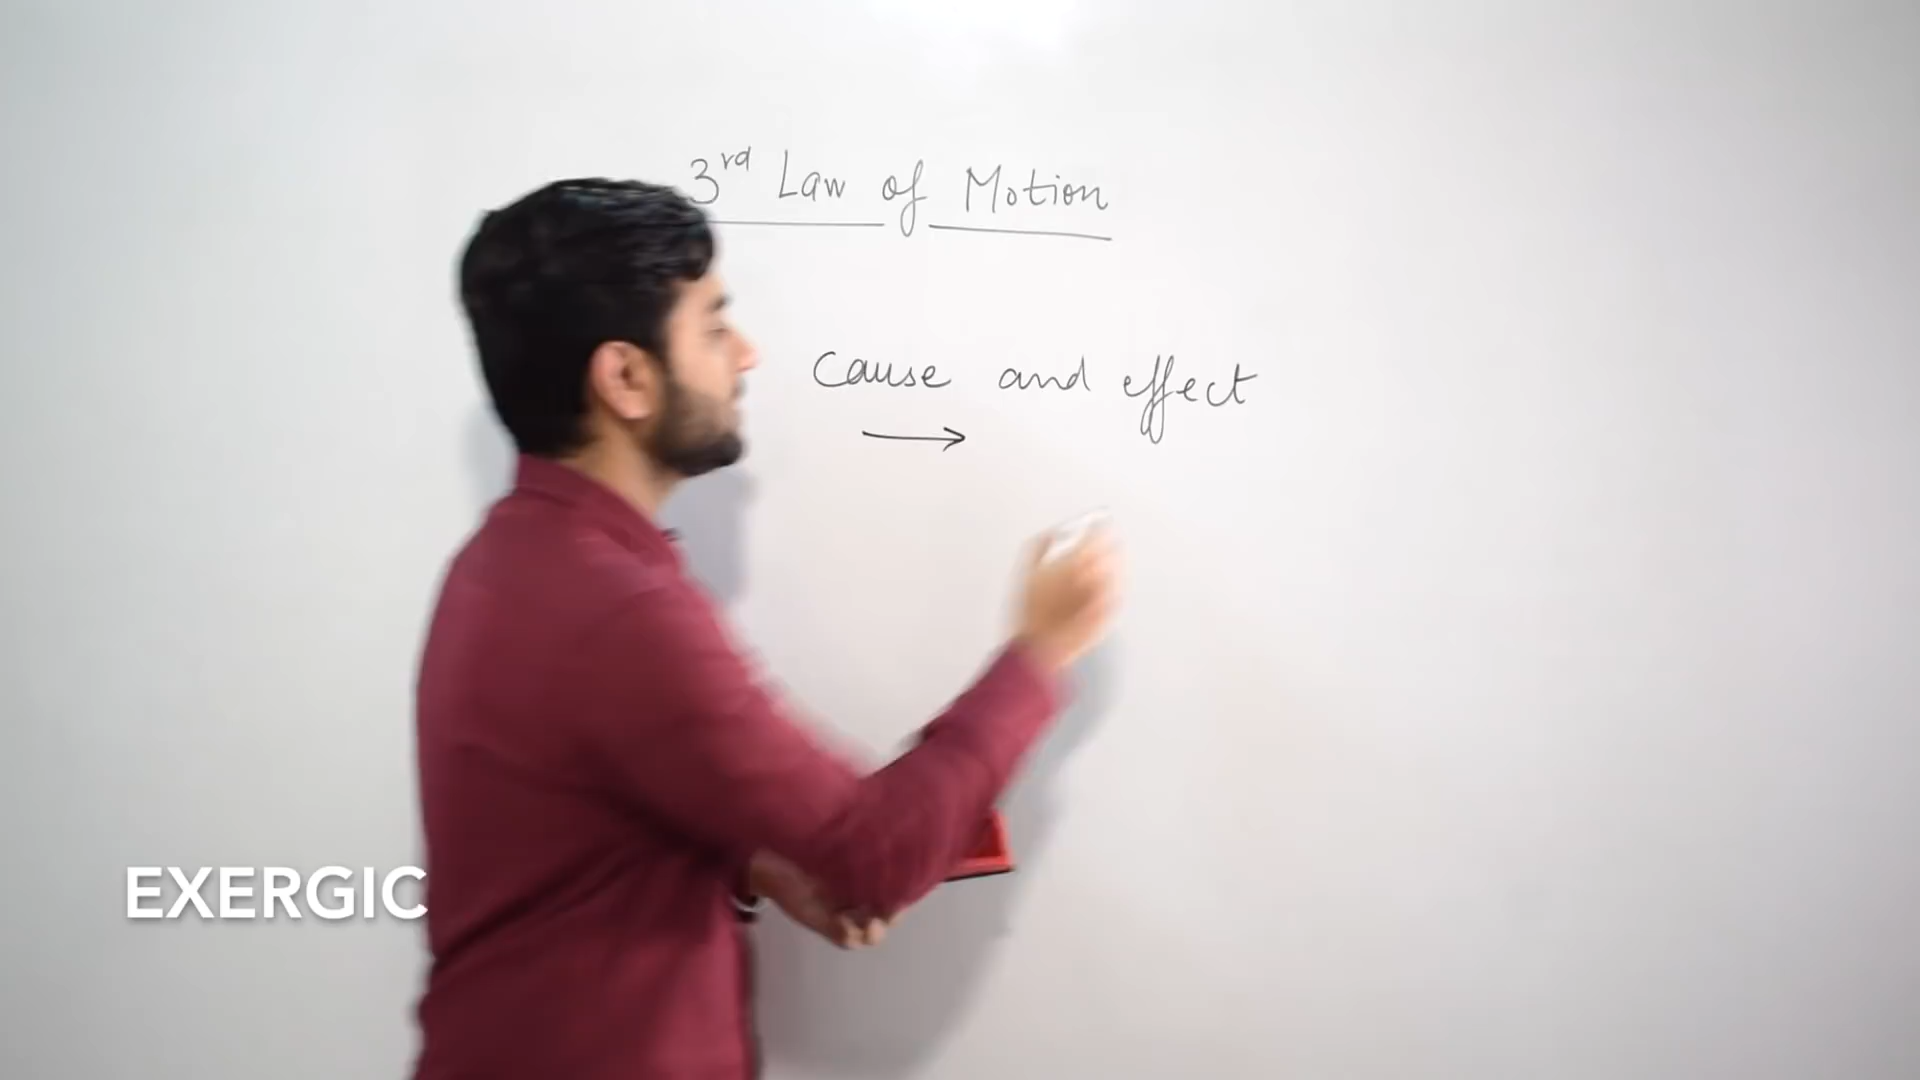 3rd Law of Motion
Cause and effect
→
EXERGIC